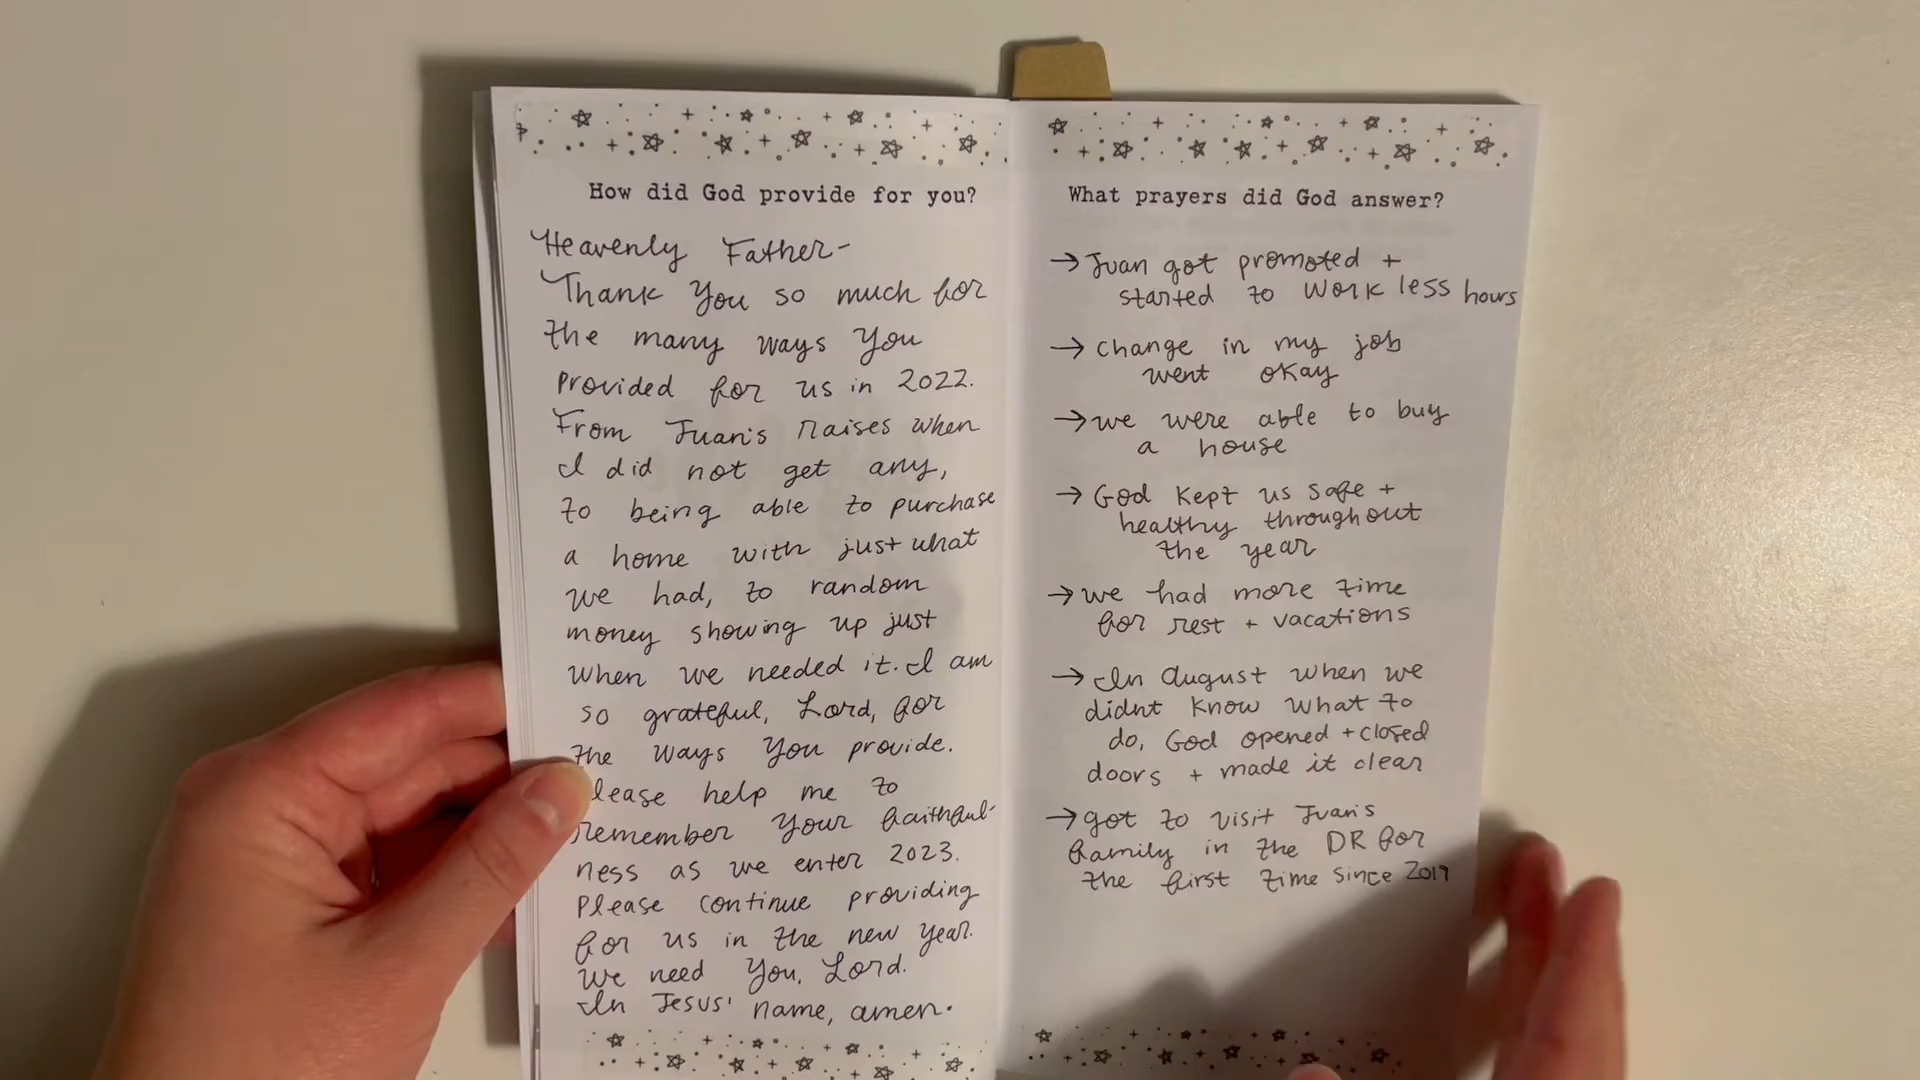 How did God provide for you?
Heavenly Father-
Thank You so much for
the many ways You
provided for us in 2022.
From Juan's raises when
I did not get any,
to being able to purchase
a home with just what
we had, to random
money showing up just
when we needed it. I am
so grateful, Lord, for
the ways You provide.
Please help me to
remember Your faithful-
ness as we enter 2023.
Please continue providing
for us in the new year.
We need You, Lord.
In Jesus' name, amen.
What prayers did God answer?
→ Juan got promoted +
started to work less hours
→ change in my job
went okay
→ we were able to buy
a house
→ God kept us safe +
healthy throughout
the year
→ we had more time
for rest + vacations
→ In August when we
didnt know what to
do, God opened + closed
doors + made it clear
→ got to visit Juan's
family in the DR for
the first time since 2019